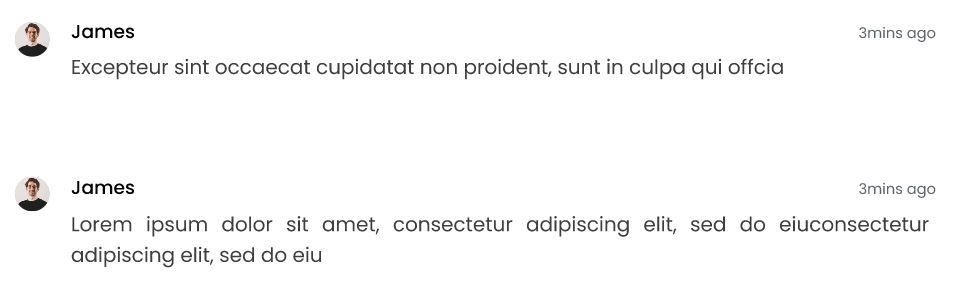 James
3mins ago
Excepteur sint occaecat cupidatat non proident, sunt in culpa qui offcia
James
3mins ago
Lorem ipsum dolor sit amet, consectetur adipiscing elit, sed do eiuconsectetur
adipiscing elit, sed do eiu